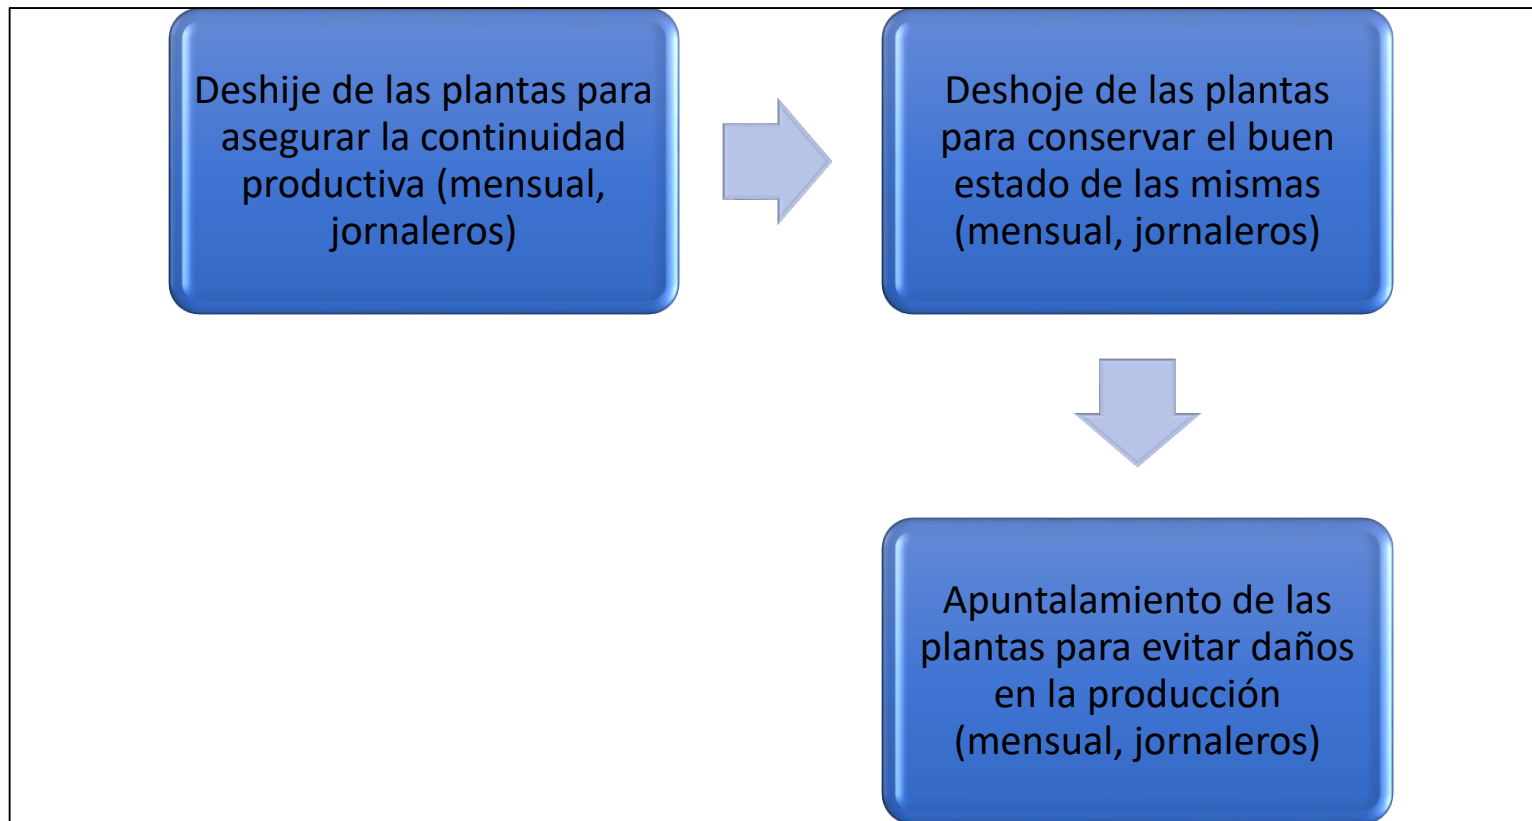 Deshije de las plantas para
asegurar la continuidad
productiva (mensual,
jornaleros)
Deshoje de las plantas
para conservar el buen
estado de las mismas
(mensual, jornaleros)
Apuntalamiento de las
plantas para evitar daños
en la producción
(mensual, jornaleros)